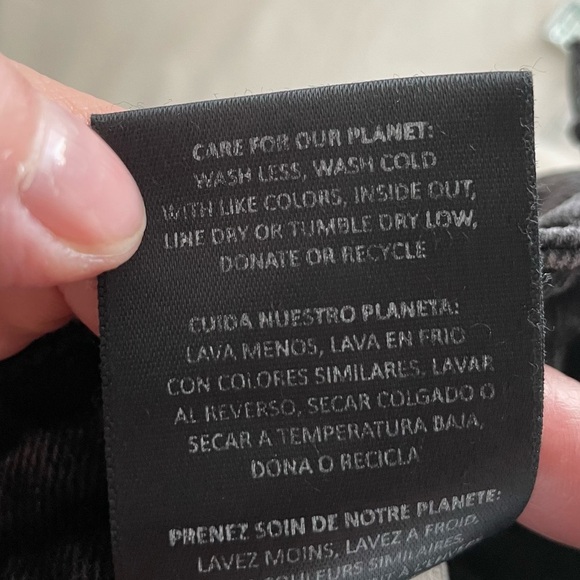 CARE FOR OUR PLANET:
WASH LESS, WASH COLD
WITH LIKE COLORS, INSIDE OUT,
LINE DRY OR TUMBLE DRY LOW,
DONATE OR RECYCLE
CUIDA NUESTRO PLANETA:
LAVA MENOS, LAVA EN FRIO
CON COLORES SIMILARES, LAVAR
AL REVERSO, SECAR COLGADO O
SECAR A TEMPERATURA BAJA,
DONA O RECICLA
PRENEZ SOIN DE NOTRE PLANETE:
LAVEZ MOINS, LAVEZ A FROID,
COULEURS SIMILAIRES,